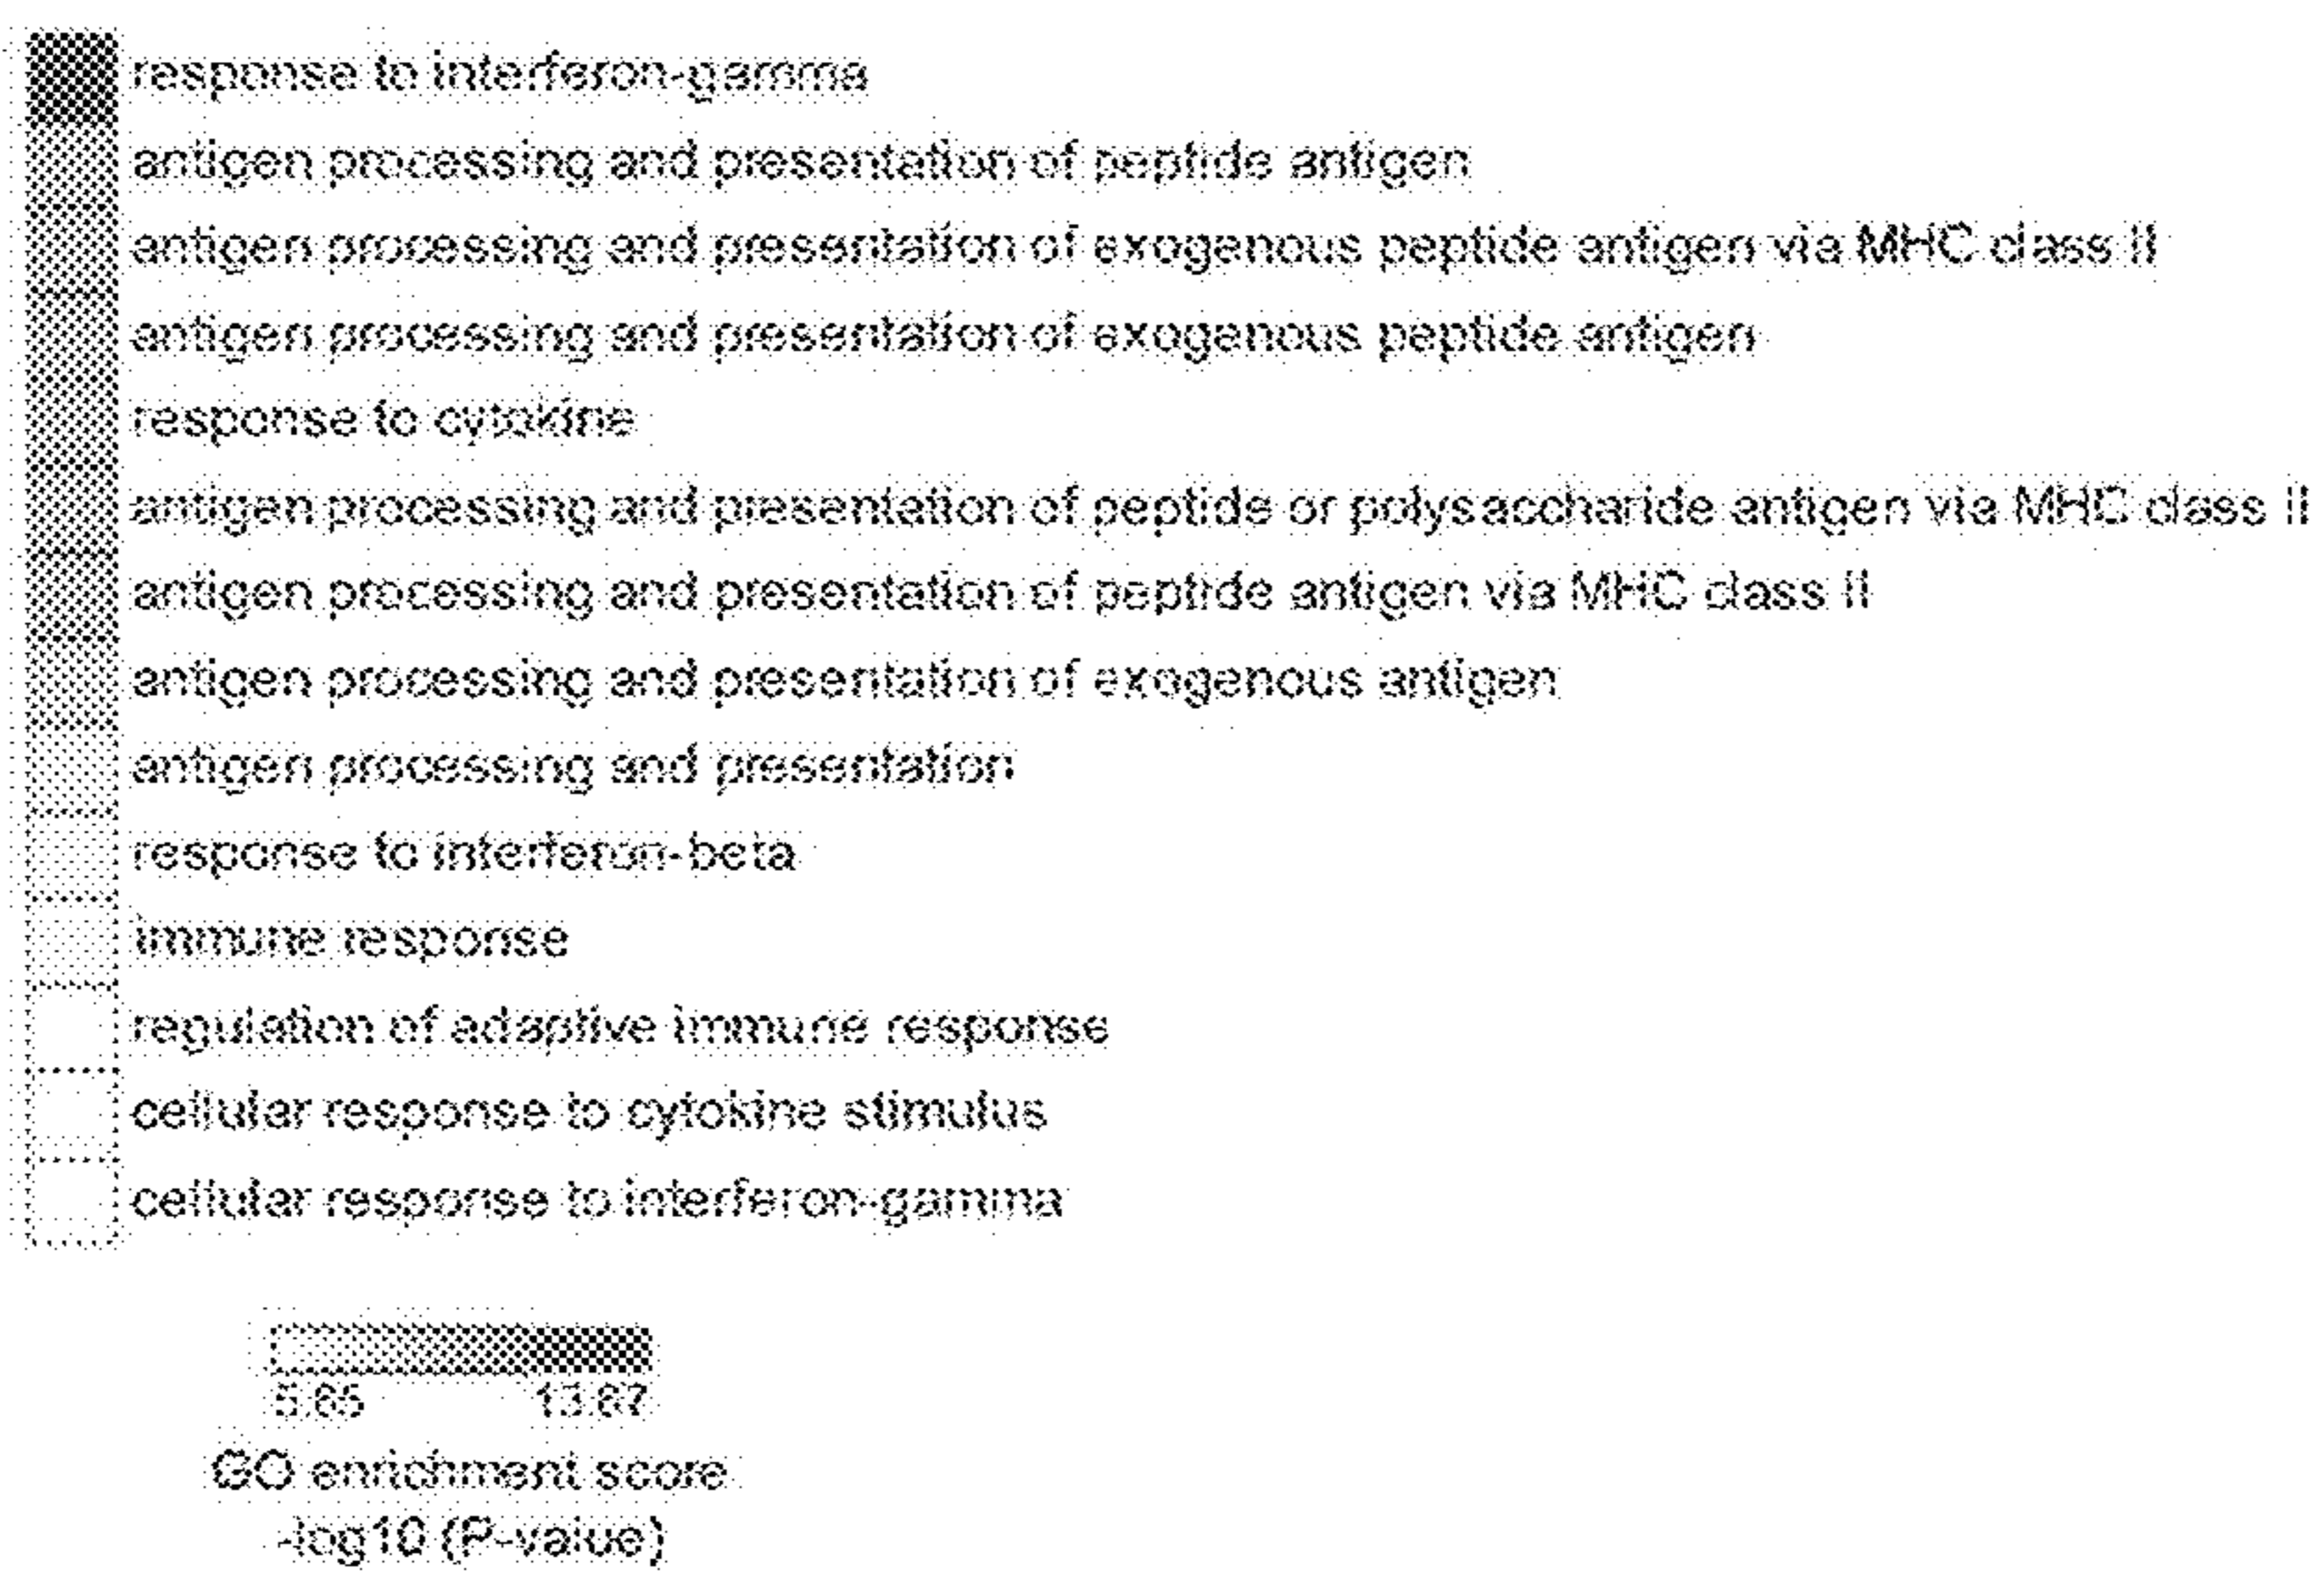 response to interferon-gamma
antigen processing and presentation of peptide antigen
antigen processing and presentation of exogenous peptide antigen via MHC class II
antigen processing and presentation of exogenous peptide antigen
response to cytokine
antigen processing and presentation of peptide or polysaccharide antigen via MHC class II
antigen processing and presentation of peptide antigen via MHC class II
antigen processing and presentation of exogenous antigen
antigen processing and presentation
response to interferon-beta
immune response
regulation of adaptive immune response
cellular response to cytokine stimulus
cellular response to interferon-gamma
5.65 13.67
GO enrichment score
-log10 (P-value)